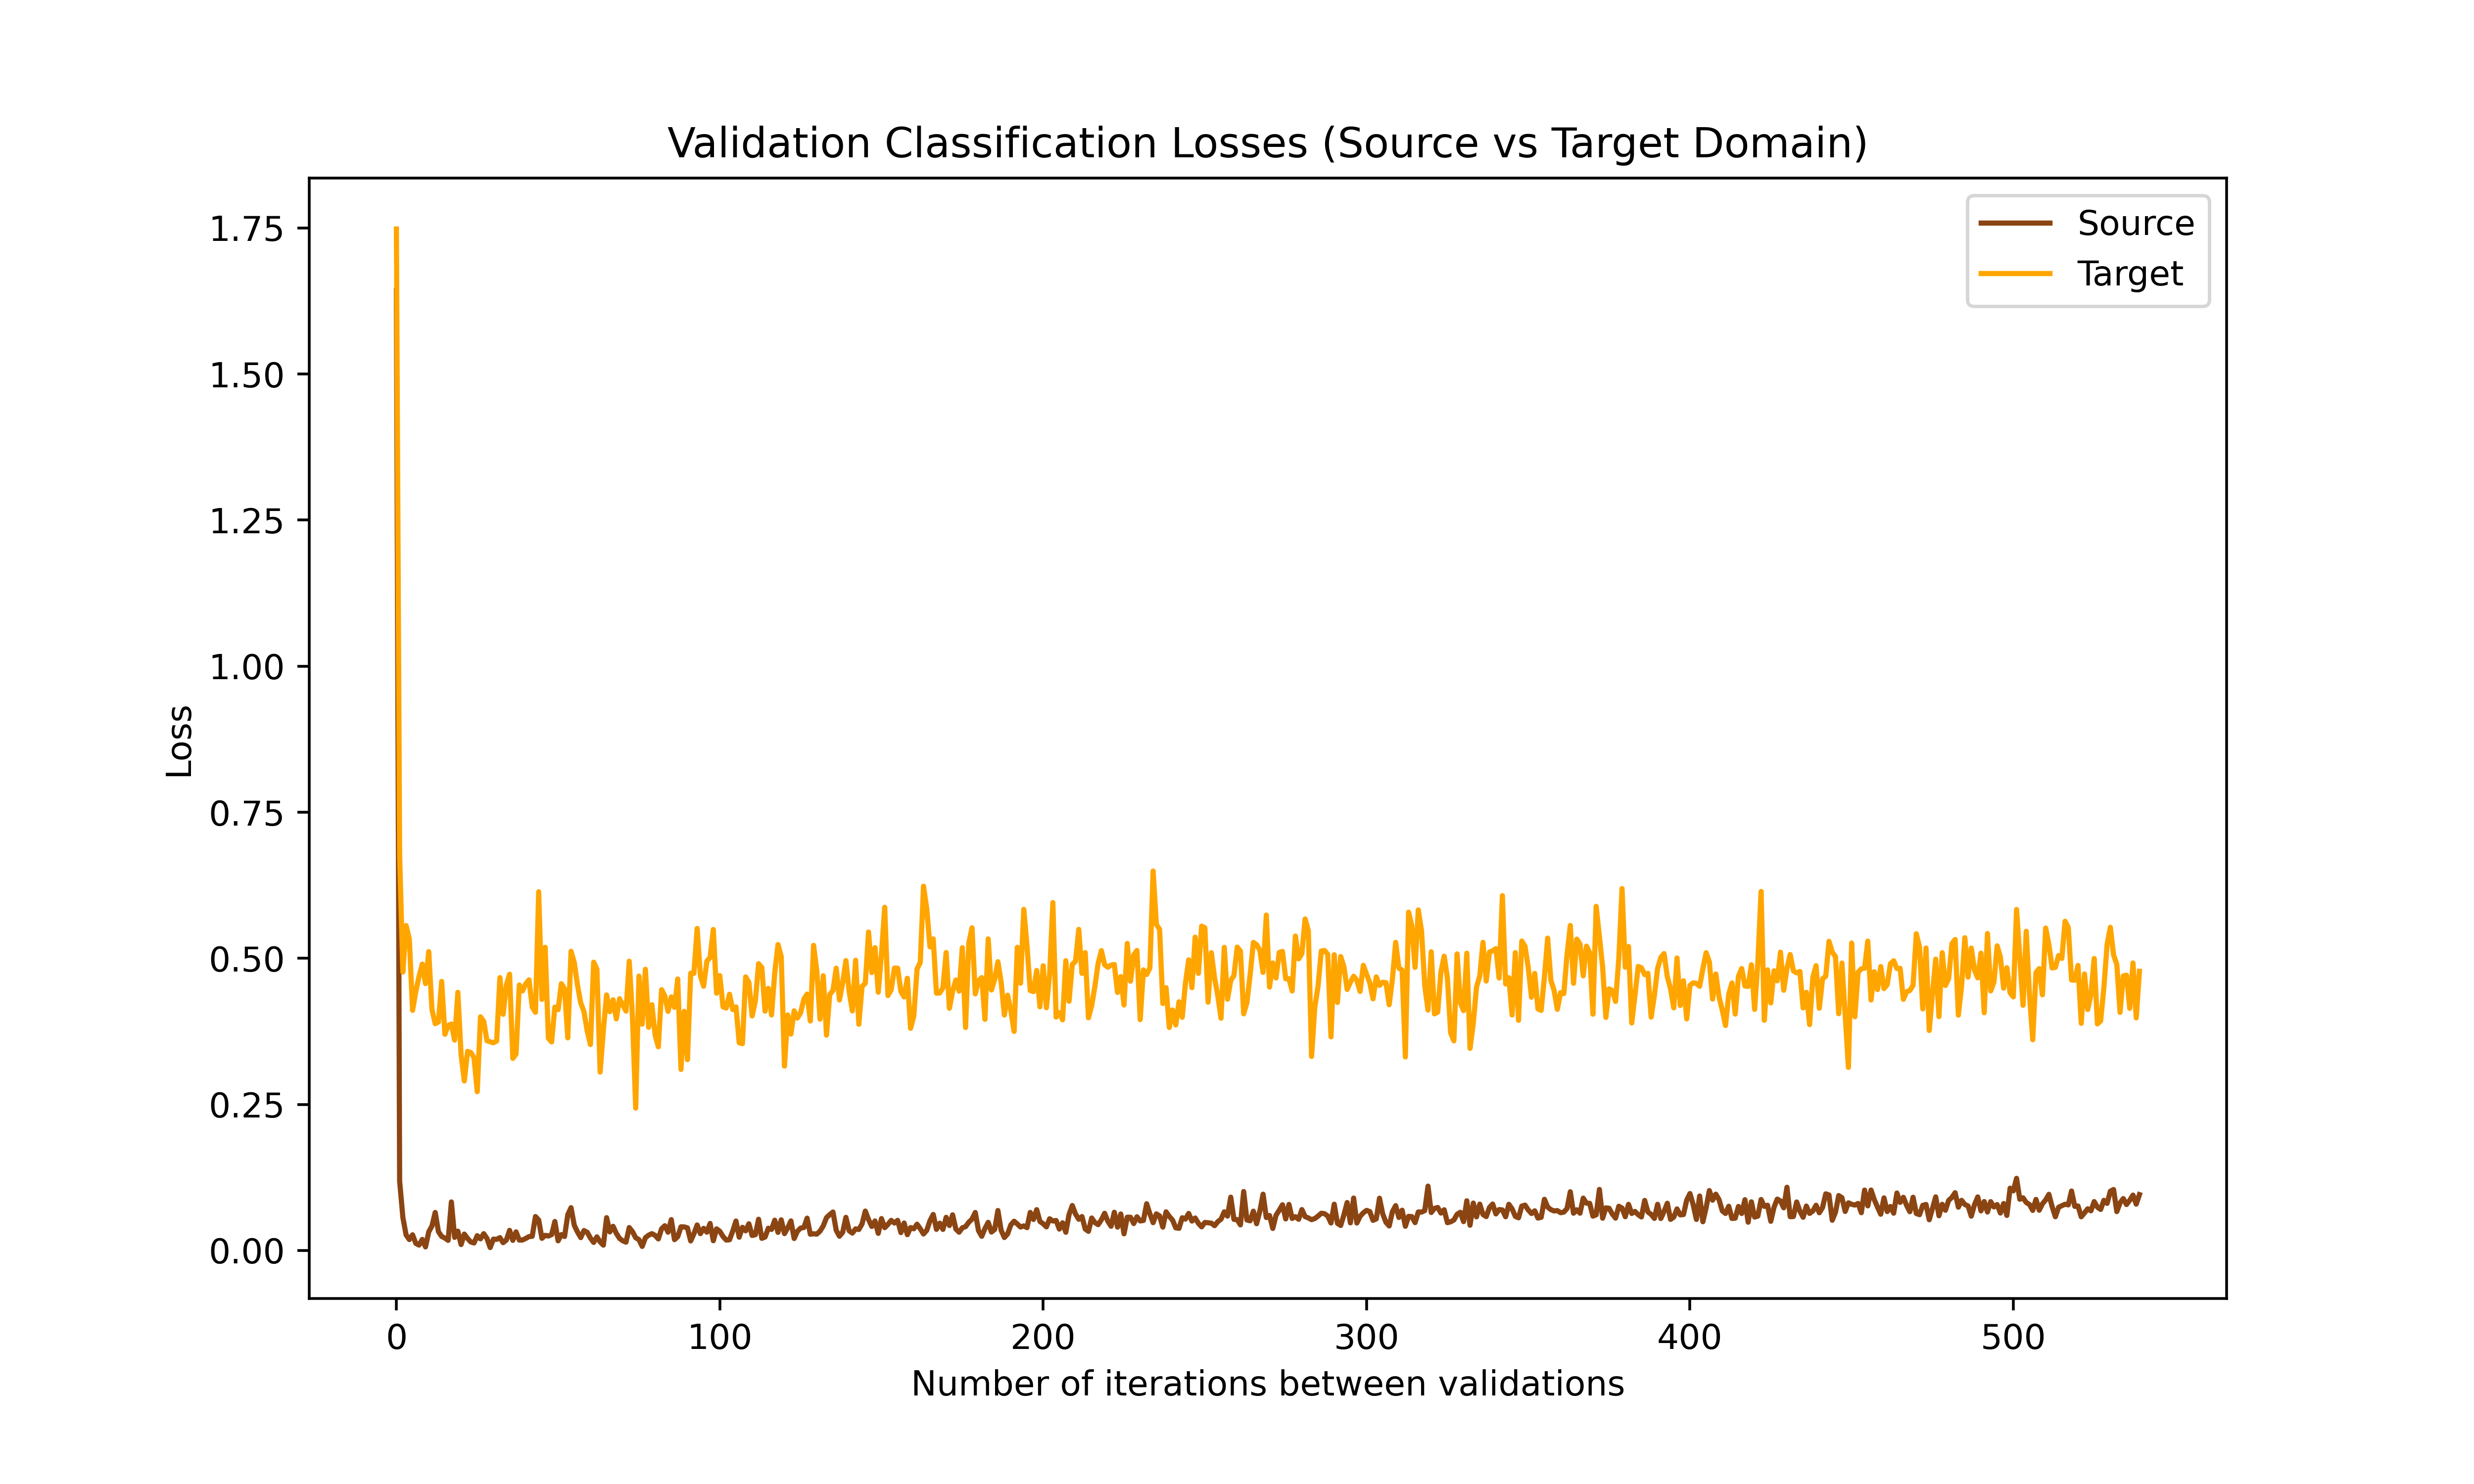 Validation Classification Losses (Source vs Target Domain)
Source
Target
1.75
1.50
1.25
1.00
0.75
0.50
0.25
0.00
Loss
0 100 200 300 400 500
Number of iterations between validations